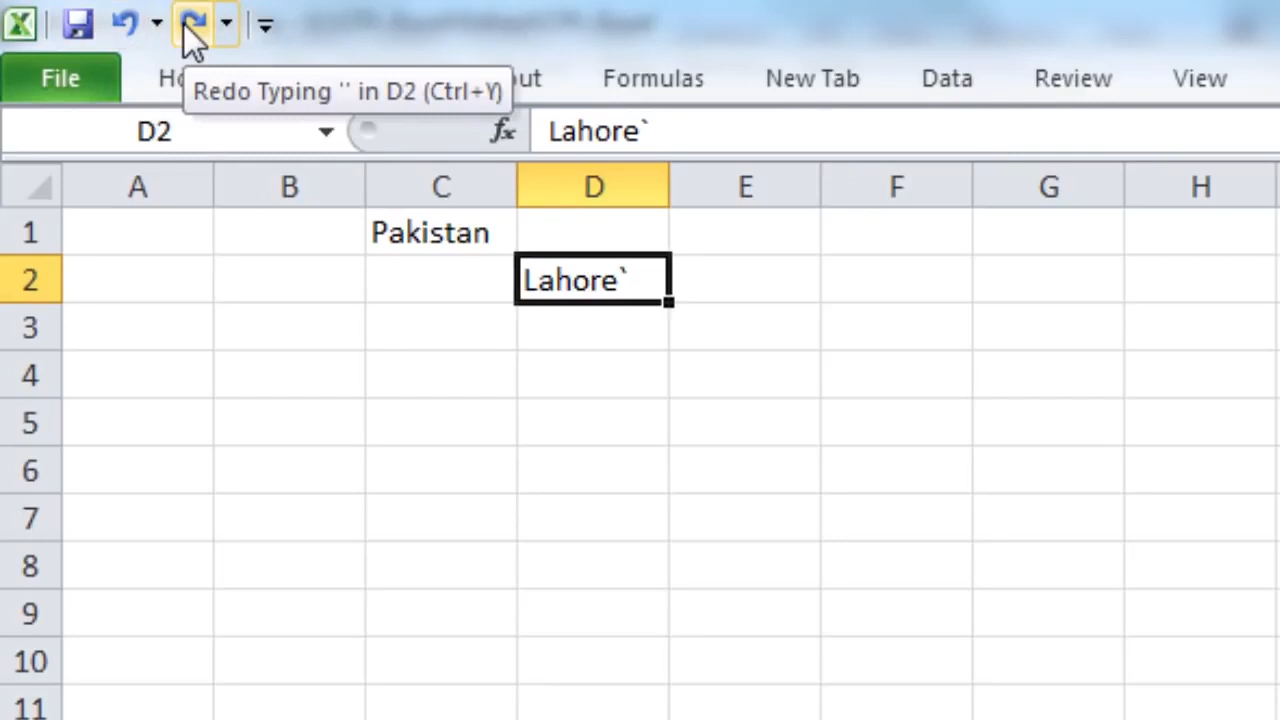 File Ho out Formulas New Tab Data Review View
Redo Typing '' in D2 (Ctrl+Y)
D2 fx Lahore`
A B C D E F G H
1 Pakistan
2 Lahore`
3
4
5
6
7
8
9
10
11